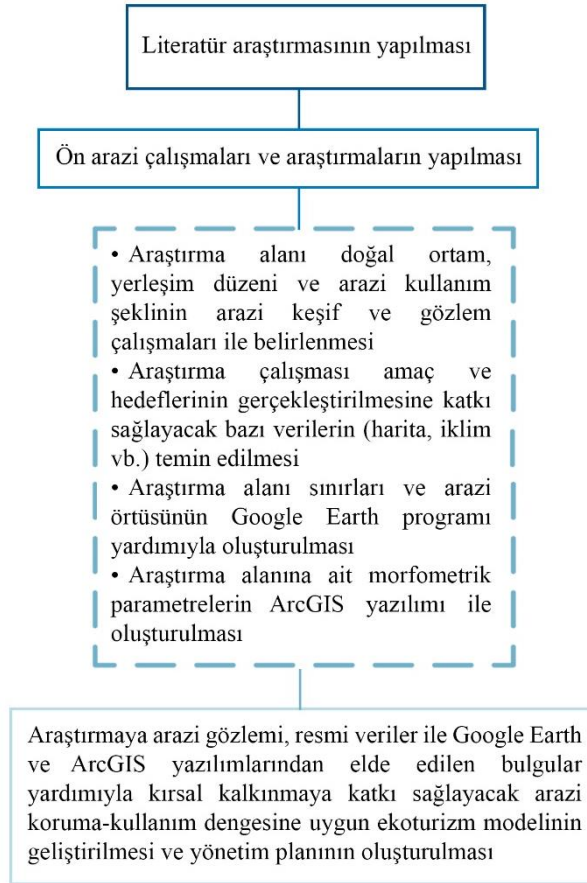 Literatür araştırmasının yapılması
Ön arazi çalışmaları ve araştırmaların yapılması
• Araştırma alanı doğal ortam,
yerleşim düzeni ve arazi kullanım
şeklinin arazi keşif ve gözlem
çalışmaları ile belirlenmesi
• Araştırma çalışması amaç ve
hedeflerinin gerçekleştirilmesine katkı
sağlayacak bazı verilerin (harita, iklim
vb.) temin edilmesi
• Araştırma alanı sınırları ve arazi
örtüsünün Google Earth programı
yardımıyla oluşturulması
• Araştırma alanına ait morfometrik
parametrelerin ArcGIS yazılımı ile
oluşturulması
Araştırmaya arazi gözlemi, resmi veriler ile Google Earth
ve ArcGIS yazılımlarından elde edilen bulgular
yardımıyla kırsal kalkınmaya katkı sağlayacak arazi
koruma-kullanım dengesine uygun ekoturizm modelinin
geliştirilmesi ve yönetim planının oluşturulması